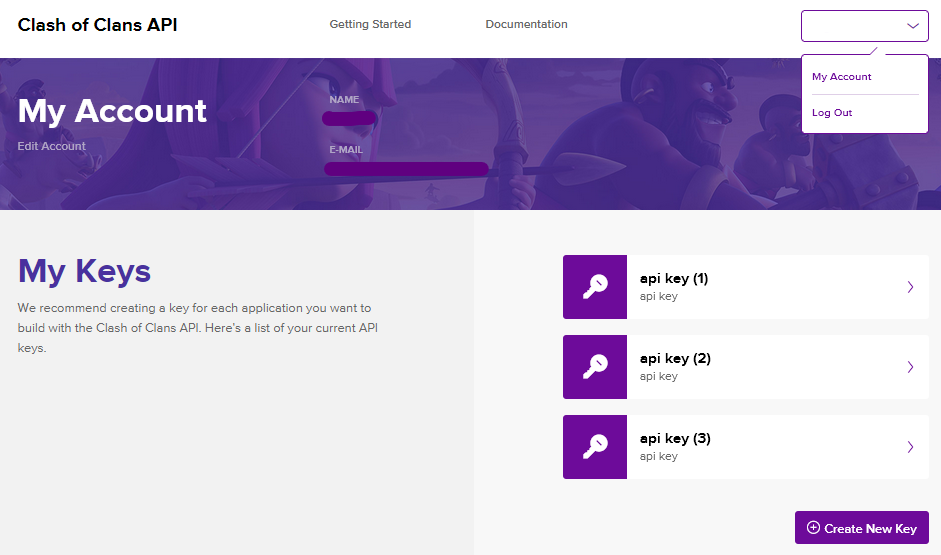 Clash of Clans API
Getting Started
Documentation
My Account
Log Out
My Account
Edit Account
NAME
E-MAIL
My Keys
We recommend creating a key for each application you want to
build with the Clash of Clans API. Here's a list of your current API
keys.
api key (1)
api key
api key (2)
api key
api key (3)
api key
Create New Key